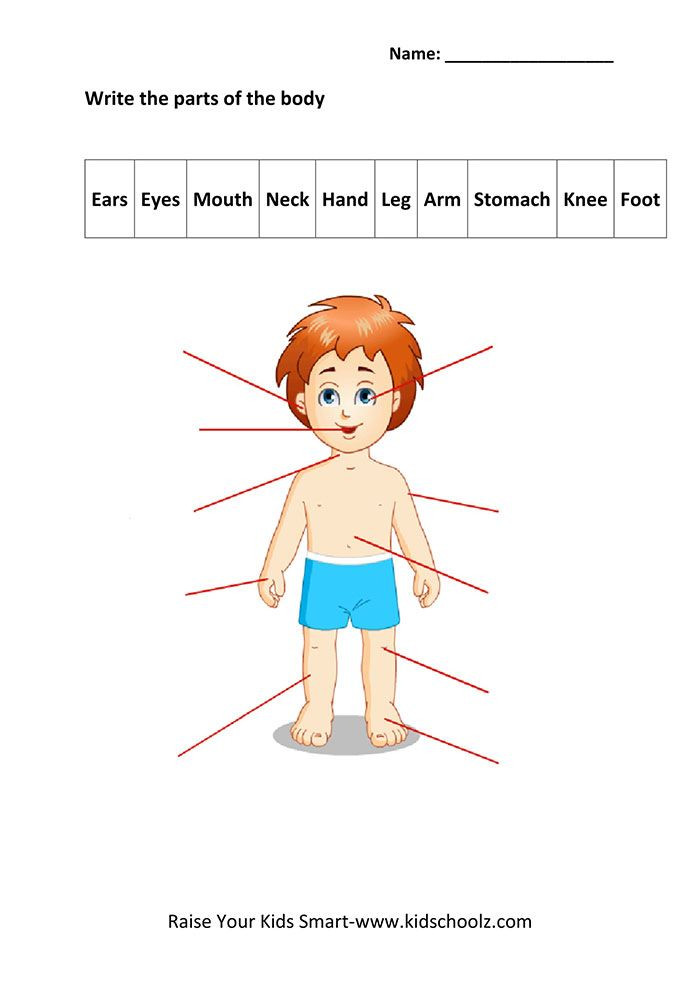 Name: ___________________
Write the parts of the body
Ears Eyes Mouth Neck Hand Leg Arm Stomach Knee Foot
Raise Your Kids Smart-www.kidschoolz.com